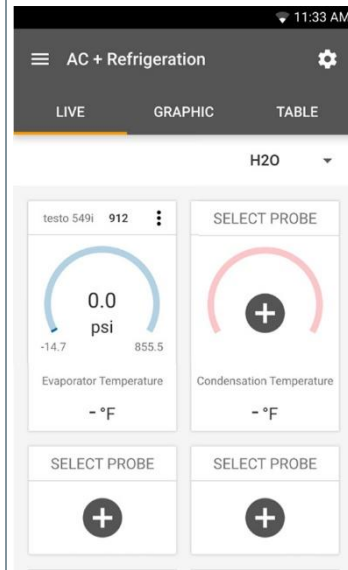 11:33 AM
AC + Refrigeration
LIVE GRAPHIC TABLE
H2O
testo 549i 912
0.0
psi
-14.7 855.5
Evaporator Temperature
- °F
SELECT PROBE
Condensation Temperature
- °F
SELECT PROBE
SELECT PROBE